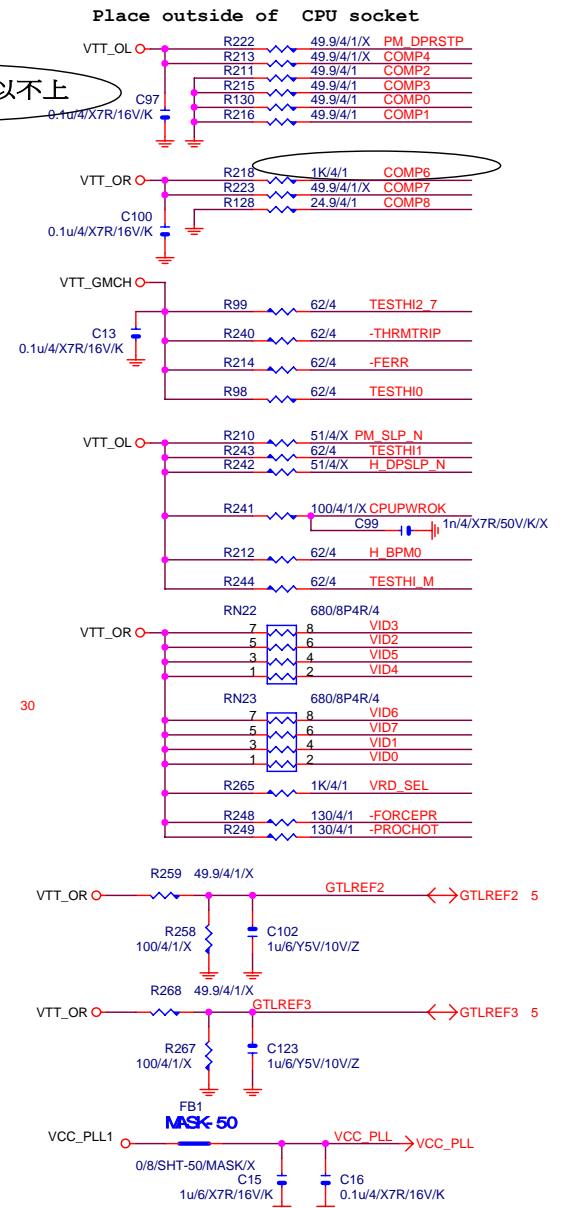 Place outside of CPU socket
VTT_OL R222 49.9/4/1/X PM_DPRSTP
R213 49.9/4/1/X COMP4
R211 49.9/4/1 COMP2
以不上
C97 R215 49.9/4/1 COMP3
0.1u/4/X7R/16V/K R130 49.9/4/1 COMP0
R216 49.9/4/1 COMP1
VTT_OR R218 1K/4/1 COMP6
R223 49.9/4/1/X COMP7
R128 24.9/4/1 COMP8
C100
0.1u/4/X7R/16V/K
VTT_GMCH
R99 62/4 TESTHI2_7
C13
0.1u/4/X7R/16V/K
R240 62/4 -THRMTRIP
R214 62/4 -FERR
R98 62/4 TESTHI0
VTT_OL R210 51/4/X PM_SLP_N
R243 62/4 TESTHI1
R242 51/4/X H_DPSLP_N
R241 100/4/1/X CPUPWROK
C99 1n/4/X7R/50V/K/X
R212 62/4 H_BPM0
R244 62/4 TESTHI_M
RN22 680/8P4R/4
VTT_OR 7 8 VID3
5 6 VID2
3 4 VID5
1 2 VID4
RN23 680/8P4R/4
30
7 8 VID6
5 6 VID7
3 4 VID1
1 2 VID0
R265 1K/4/1 VRD_SEL
R248 130/4/1 -FORCEPR
R249 130/4/1 -PROCHOT
R259 49.9/4/1/X
VTT_OR GTLREF2 GTLREF2 5
R258 C102
100/4/1/X 1u/6/Y5V/10V/Z
R268 49.9/4/1/X
VTT_OR GTLREF3 GTLREF3 5
R267 C123
100/4/1/X 1u/6/Y5V/10V/Z
FB1
MASK-50
VCC_PLL1 VCC_PLL VCC_PLL
0/8/SHT-50/MASK/X
C15 C16
1u/6/X7R/16V/K 0.1u/4/X7R/16V/K